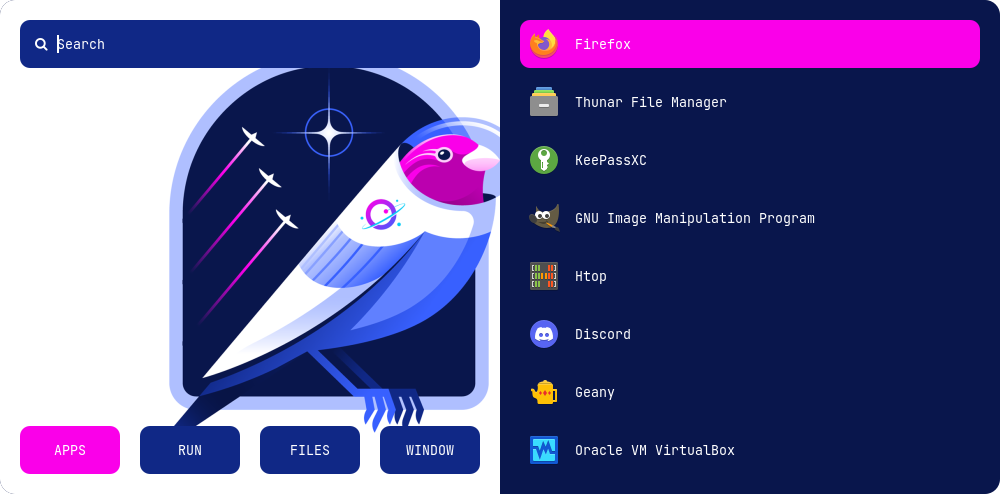 Search
APPS
RUN
FILES
WINDOW
Firefox
Thunar File Manager
KeePassXC
GNU Image Manipulation Program
Htop
Discord
Geany
Oracle VM VirtualBox